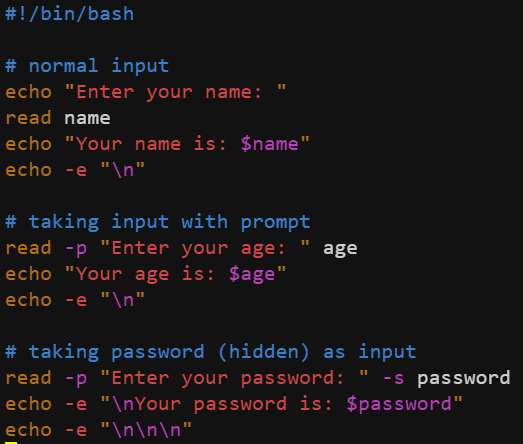 #!/bin/bash
# normal input
echo "Enter your name: "
read name
echo "Your name is: $name"
echo -e "\n"
# taking input with prompt
read -p "Enter your age: " age
echo "Your age is: $age"
echo -e "\n"
# taking password (hidden) as input
read -p "Enter your password: " -s password
echo -e "\nYour password is: $password"
echo -e "\n\n\n"